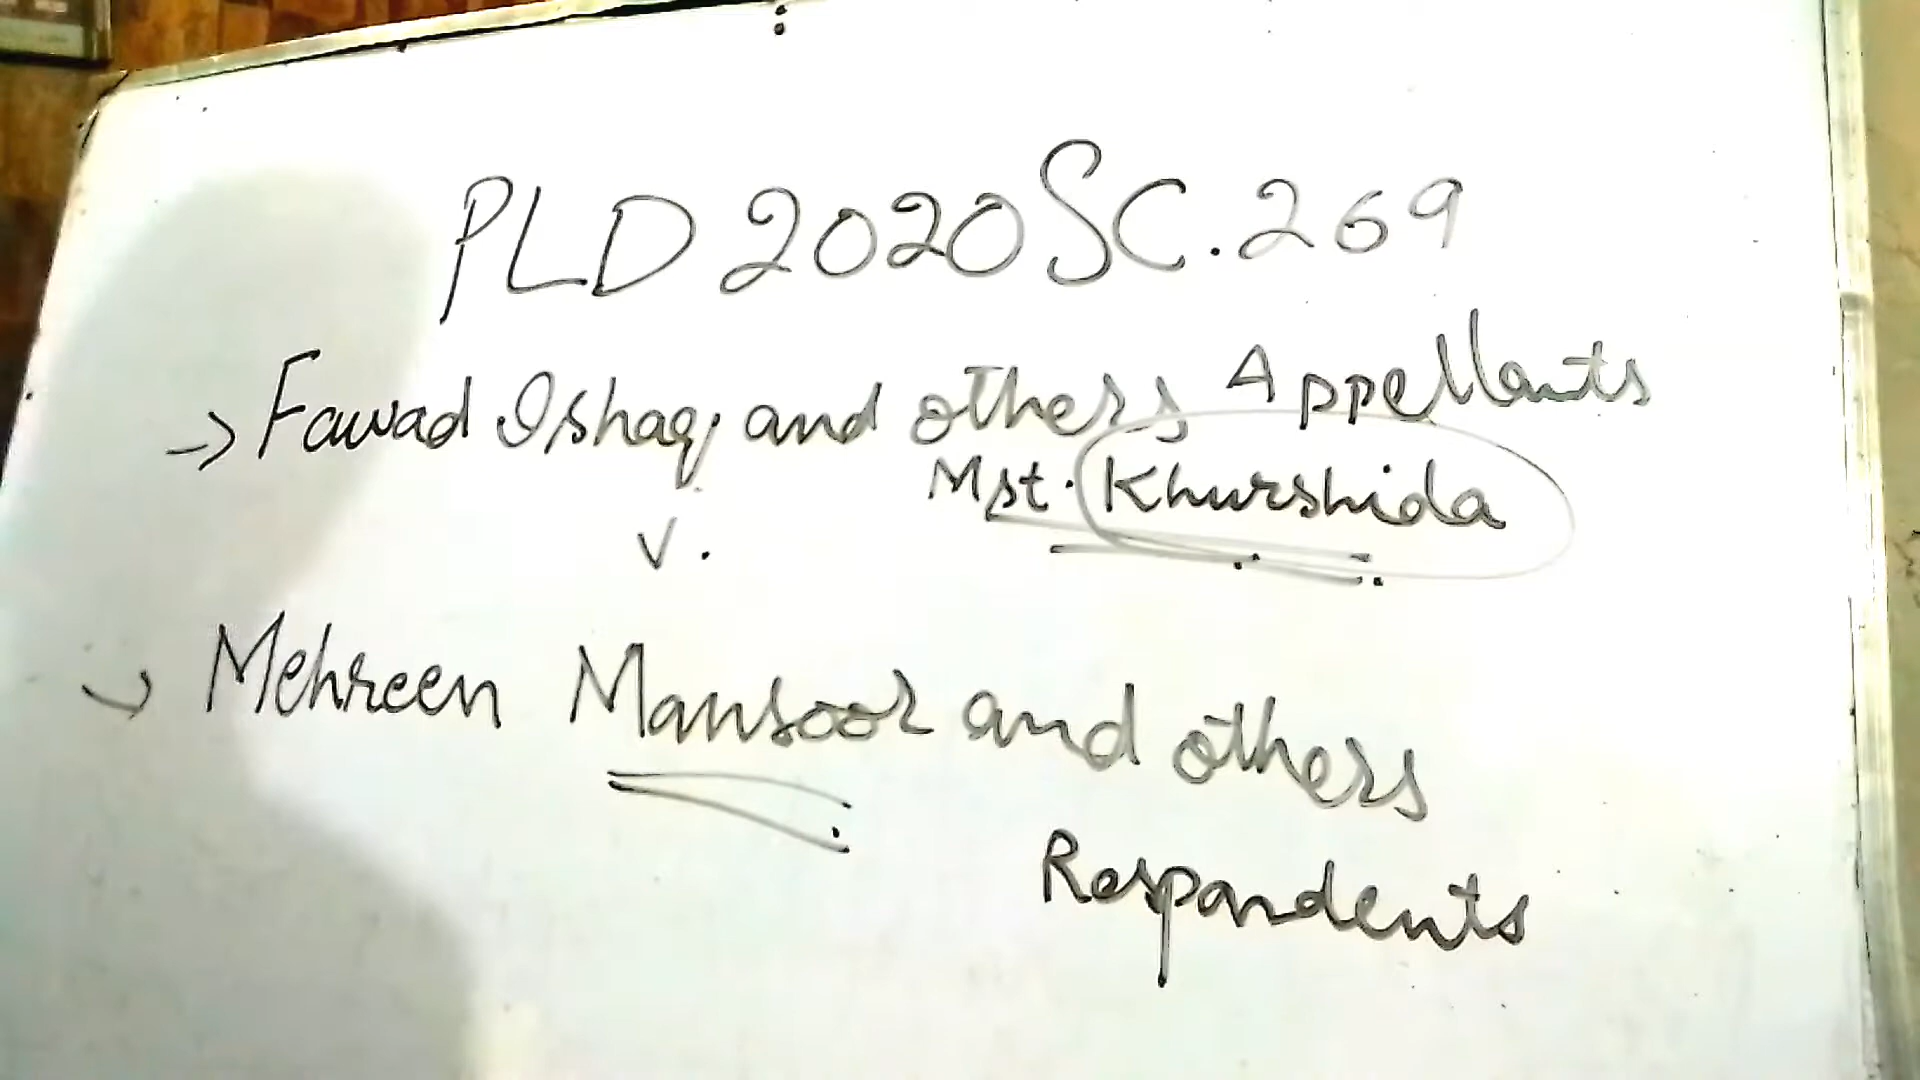 PLD 2020 SC. 269
→ Fawad Ishaq and others Appellants
Mst. Khurshida
V.
→ Mehreen Mansoor and others
Respondents